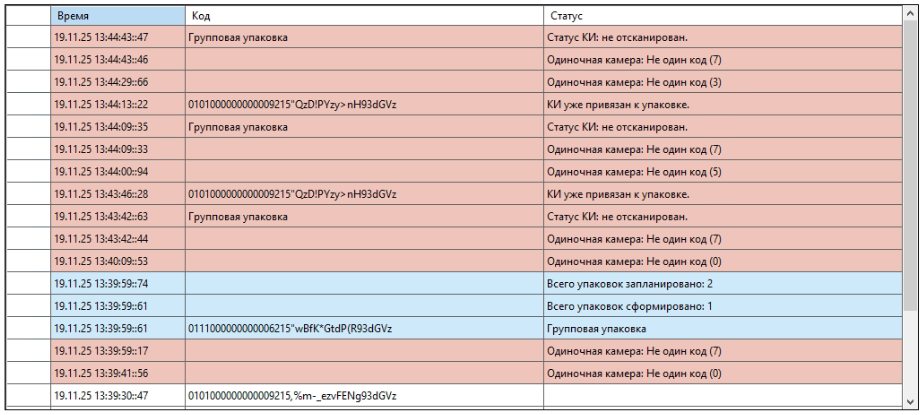 Время Код Статус
19.11.25 13:44:43::47 Групповая упаковка Статус КИ: не отсканирован.
19.11.25 13:44:43::46 Одиночная камера: Не один код (7)
19.11.25 13:44:29::66 Одиночная камера: Не один код (3)
19.11.25 13:44:13::22 0101000000000009215"QzD!PYzy>nH93dGVz КИ уже привязан к упаковке.
19.11.25 13:44:09::35 Групповая упаковка Статус КИ: не отсканирован.
19.11.25 13:44:09::33 Одиночная камера: Не один код (7)
19.11.25 13:44:00::94 Одиночная камера: Не один код (5)
19.11.25 13:43:46::28 0101000000000009215"QzD!PYzy>nH93dGVz КИ уже привязан к упаковке.
19.11.25 13:43:42::63 Групповая упаковка Статус КИ: не отсканирован.
19.11.25 13:43:42::44 Одиночная камера: Не один код (7)
19.11.25 13:40:09::53 Одиночная камера: Не один код (0)
19.11.25 13:39:59::74 Всего упаковок запланировано: 2
19.11.25 13:39:59::61 Всего упаковок сформировано: 1
19.11.25 13:39:59::61 0111000000000006215"wBfK*GtdP(R93dGVz Групповая упаковка
19.11.25 13:39:59::17 Одиночная камера: Не один код (7)
19.11.25 13:39:41::56 Одиночная камера: Не один код (0)
19.11.25 13:39:30::47 0101000000000009215,%m-_ezvFENg93dGVz